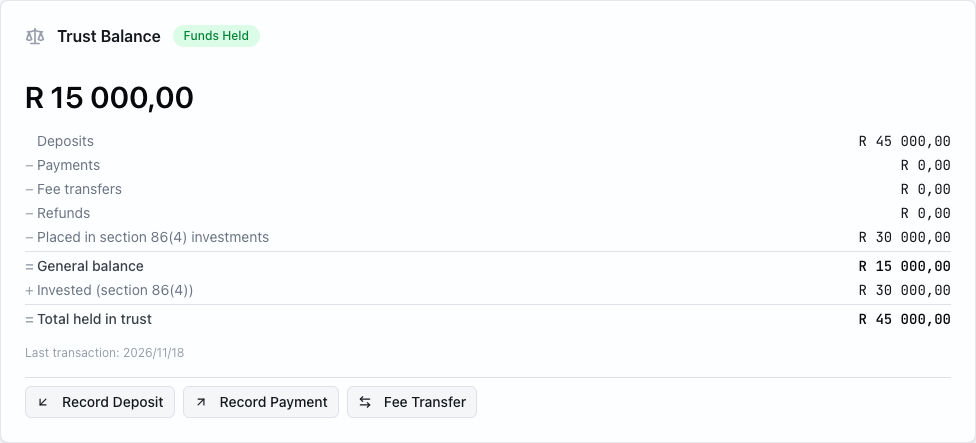 Trust Balance Funds Held
R 15 000,00
Deposits R 45 000,00
– Payments R 0,00
– Fee transfers R 0,00
– Refunds R 0,00
– Placed in section 86(4) investments R 30 000,00
= General balance R 15 000,00
+ Invested (section 86(4)) R 30 000,00
= Total held in trust R 45 000,00
Last transaction: 2026/11/18
Record Deposit Record Payment Fee Transfer